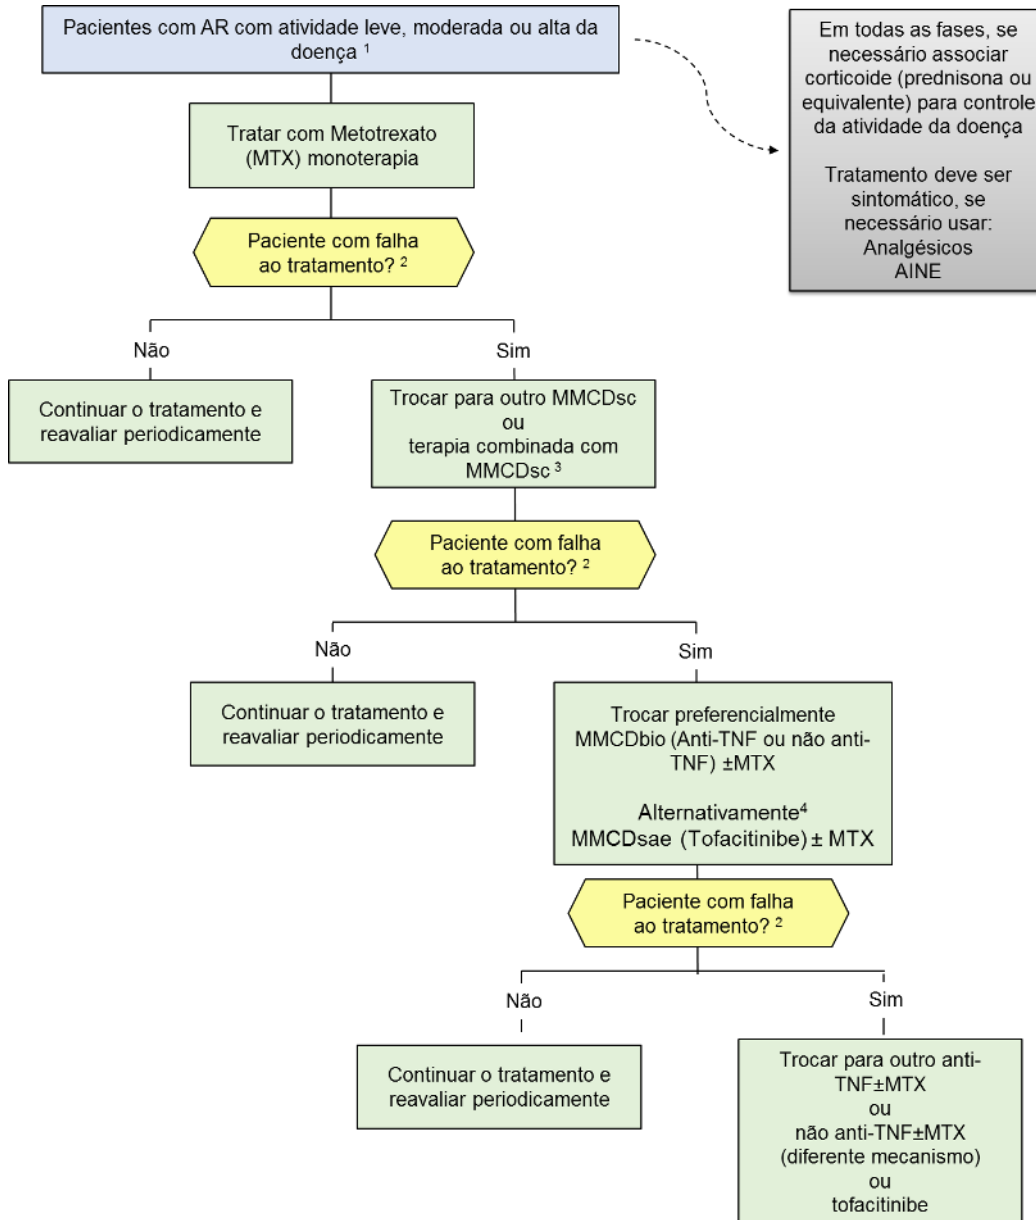 Pacientes com AR com atividade leve, moderada ou alta da
doença ¹
Em todas as fases, se
necessário associar
corticoide (prednisona ou
equivalente) para controle
da atividade da doença
Tratamento deve ser
sintomático, se
necessário usar:
Analgésicos
AINE
Tratar com Metotrexato
(MTX) monoterapia
Paciente com falha
ao tratamento? ²
Não
Sim
Continuar o tratamento e
reavaliar periodicamente
Trocar para outro MMCDsc
ou
terapia combinada com
MMCDsc ³
Paciente com falha
ao tratamento? ²
Não
Sim
Continuar o tratamento e
reavaliar periodicamente
Trocar preferencialmente
MMCDbio (Anti-TNF ou não anti-
TNF) ±MTX
Alternativamente⁴
MMCDsae (Tofacitinibe) ± MTX
Paciente com falha
ao tratamento? ²
Não
Sim
Continuar o tratamento e
reavaliar periodicamente
Trocar para outro anti-
TNF±MTX
ou
não anti-TNF±MTX
(diferente mecanismo)
ou
tofacitinibe